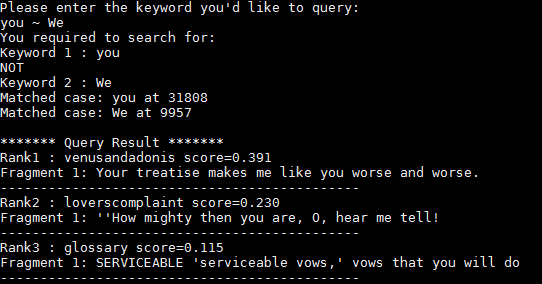 Please enter the keyword you'd like to query:
you ~ We
You required to search for:
Keyword 1 : you
NOT
Keyword 2 : We
Matched case: you at 31808
Matched case: We at 9957
******* Query Result *******
Rank1 : venusandadonis score=0.391
Fragment 1: Your treatise makes me like you worse and worse.
---------------------------------------------
Rank2 : loverscomplaint score=0.230
Fragment 1: ''How mighty then you are, O, hear me tell!
---------------------------------------------
Rank3 : glossary score=0.115
Fragment 1: SERVICEABLE 'serviceable vows,' vows that you will do
---------------------------------------------